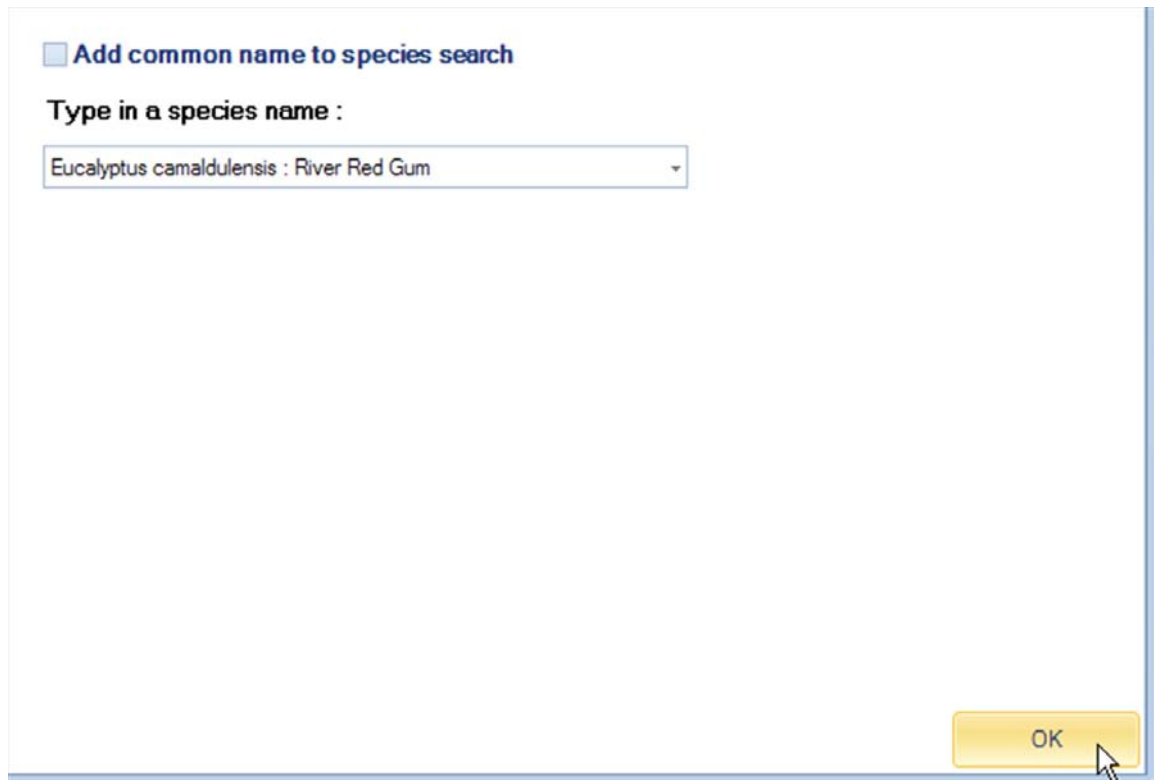 Add common name to species search
Type in a species name :
Eucalyptus camaldulensis : River Red Gum
OK